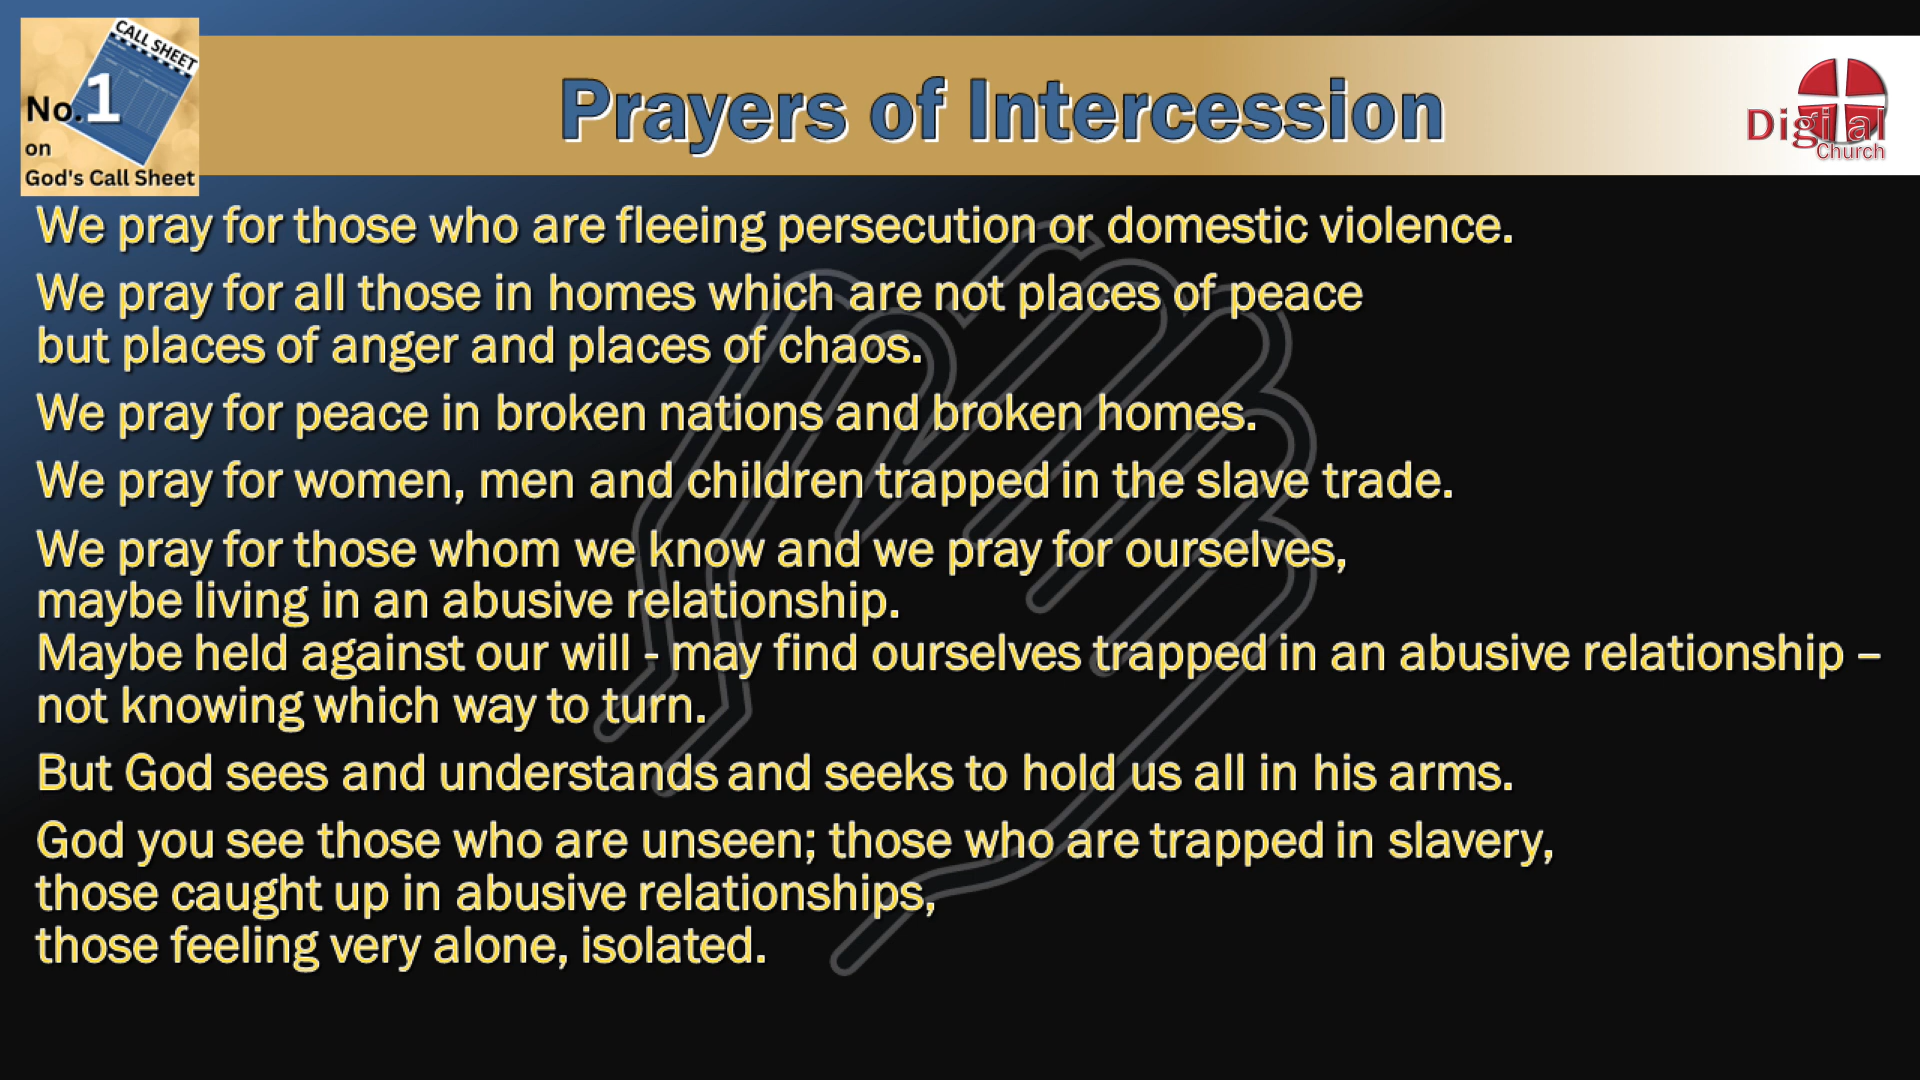 CALL SHEET
No.1
on
God's Call Sheet
Prayers of Intercession
Digital
Church
We pray for those who are fleeing persecution or domestic violence.
We pray for all those in homes which are not places of peace
but places of anger and places of chaos.
We pray for peace in broken nations and broken homes.
We pray for women, men and children trapped in the slave trade.
We pray for those whom we know and we pray for ourselves,
maybe living in an abusive relationship.
Maybe held against our will - may find ourselves trapped in an abusive relationship –
not knowing which way to turn.
But God sees and understands and seeks to hold us all in his arms.
God you see those who are unseen; those who are trapped in slavery,
those caught up in abusive relationships,
those feeling very alone, isolated.